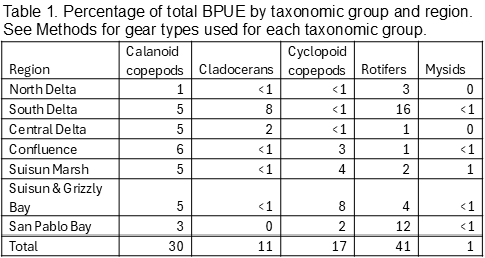 Table 1. Percentage of total BPUE by taxonomic group and region.
See Methods for gear types used for each taxonomic group.
Region Calanoid copepods Cladocerans Cyclopoid copepods Rotifers Mysids
North Delta 1 <1 <1 3 0
South Delta 5 8 <1 16 <1
Central Delta 5 2 <1 1 0
Confluence 6 <1 3 1 <1
Suisun Marsh 5 <1 4 2 1
Suisun & Grizzly Bay 5 <1 8 4 <1
San Pablo Bay 3 0 2 12 <1
Total 30 11 17 41 1